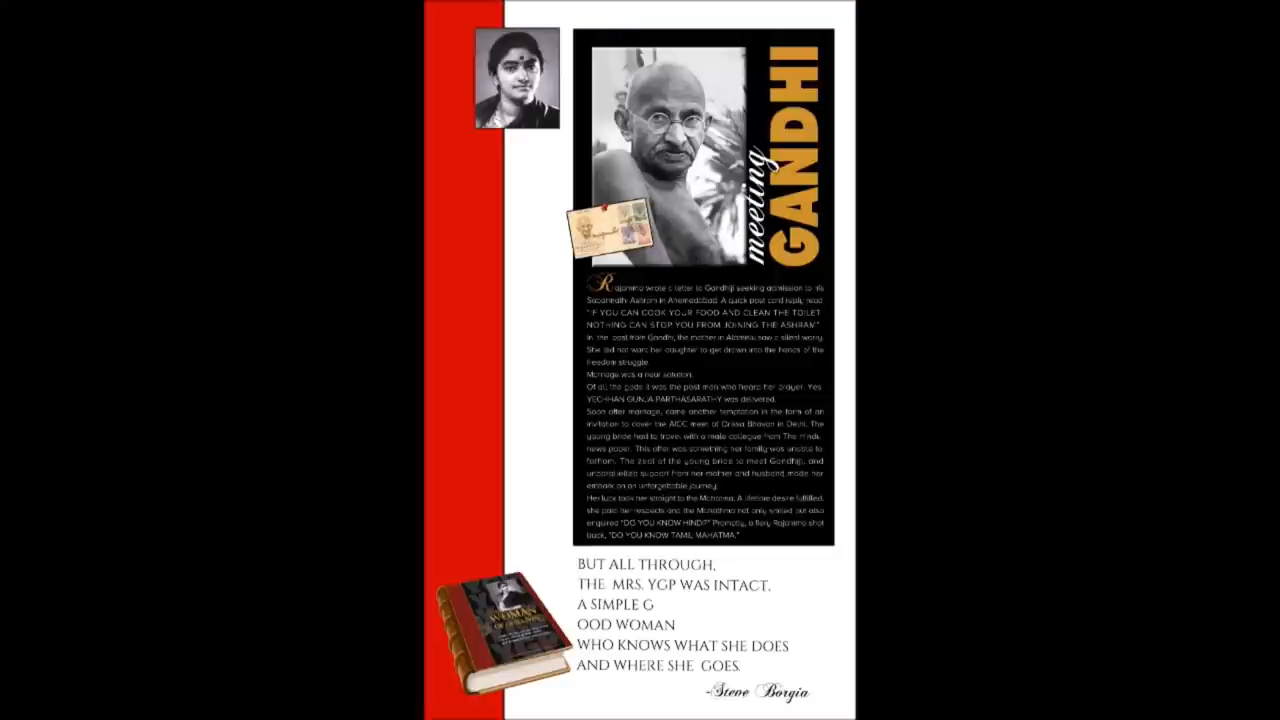 meeting
GANDHI
Rajamma wrote a letter to Gandhiji seeking admission to his
Sabarmathi Ashram in Ahemedabad. A quick post card reply read
"IF YOU CAN COOK YOUR FOOD AND CLEAN THE TOILET
NOTHING CAN STOP YOU FROM JOINING THE ASHRAM"
In the post from Gandhi, the mother in Alamelu saw a silent worry.
She did not want her daughter to get drawn into the hands of the
freedom struggle.
Marriage was a near solution.
Of all the gods it was the post man who heard her prayer. Yes
YECHHAN GUNJA PARTHASARATHY was delivered.
Soon after marriage, came another temptation in the form of an
invitation to cover the AICC meet at Orissa Bhavan in Delhi. The
young bride had to travel with a male collegue from The Hindu
news paper. This offer was something her family was unable to
fathom. The zeal of the young bride to meet Gandhiji, and
unparalleled support from her mother and husband made her
embark on an unforgettable journey.
Her luck took her straight to the Mahatma. A lifetime desire fulfilled,
she paid her respects and the Mahathma not only smiled but also
enquired "DO YOU KNOW HINDI?" Promptly, a fiery Rajamma shot
back, "DO YOU KNOW TAMIL MAHATMA."
BUT ALL THROUGH,
THE MRS. YGP WAS INTACT,
A SIMPLE G
OOD WOMAN
WHO KNOWS WHAT SHE DOES
AND WHERE SHE GOES.
-Steve Borgia
WOMAN